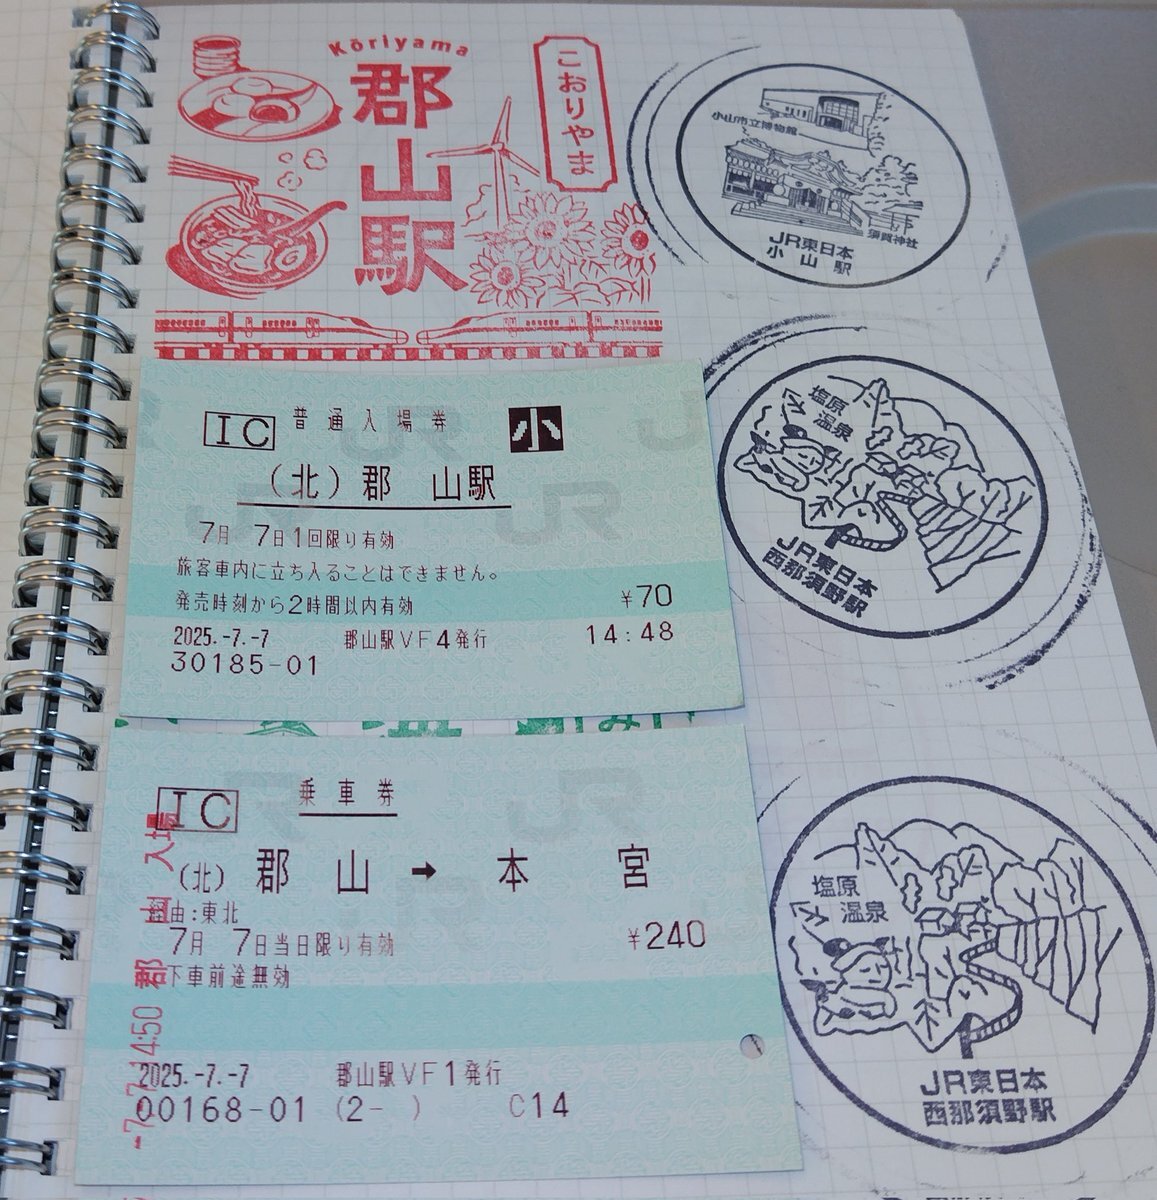 Kōriyama
郡山駅
こおりやま
小山市立博物館
須賀神社
JR東日本
小山駅
IC 普通入場券 小
(北) 郡 山駅
7月 7日1回限り有効
旅客車内に立ち入ることはできません。
発売時刻から2時間以内有効 ¥70
2025.-7.-7 郡山駅VF4発行 14:48
30185-01
塩原
温泉
JR東日本
西那須野駅
IC 乗車券
(北) 郡 山 → 本 宮
経由:東北
7月 7日当日限り有効 ¥240
下車前途無効
2025.-7.-7 郡山駅VF1発行
00168-01 (2- ) C14
-7.-7 14:50 郡 山 入場
塩原
温泉
JR東日本
西那須野駅